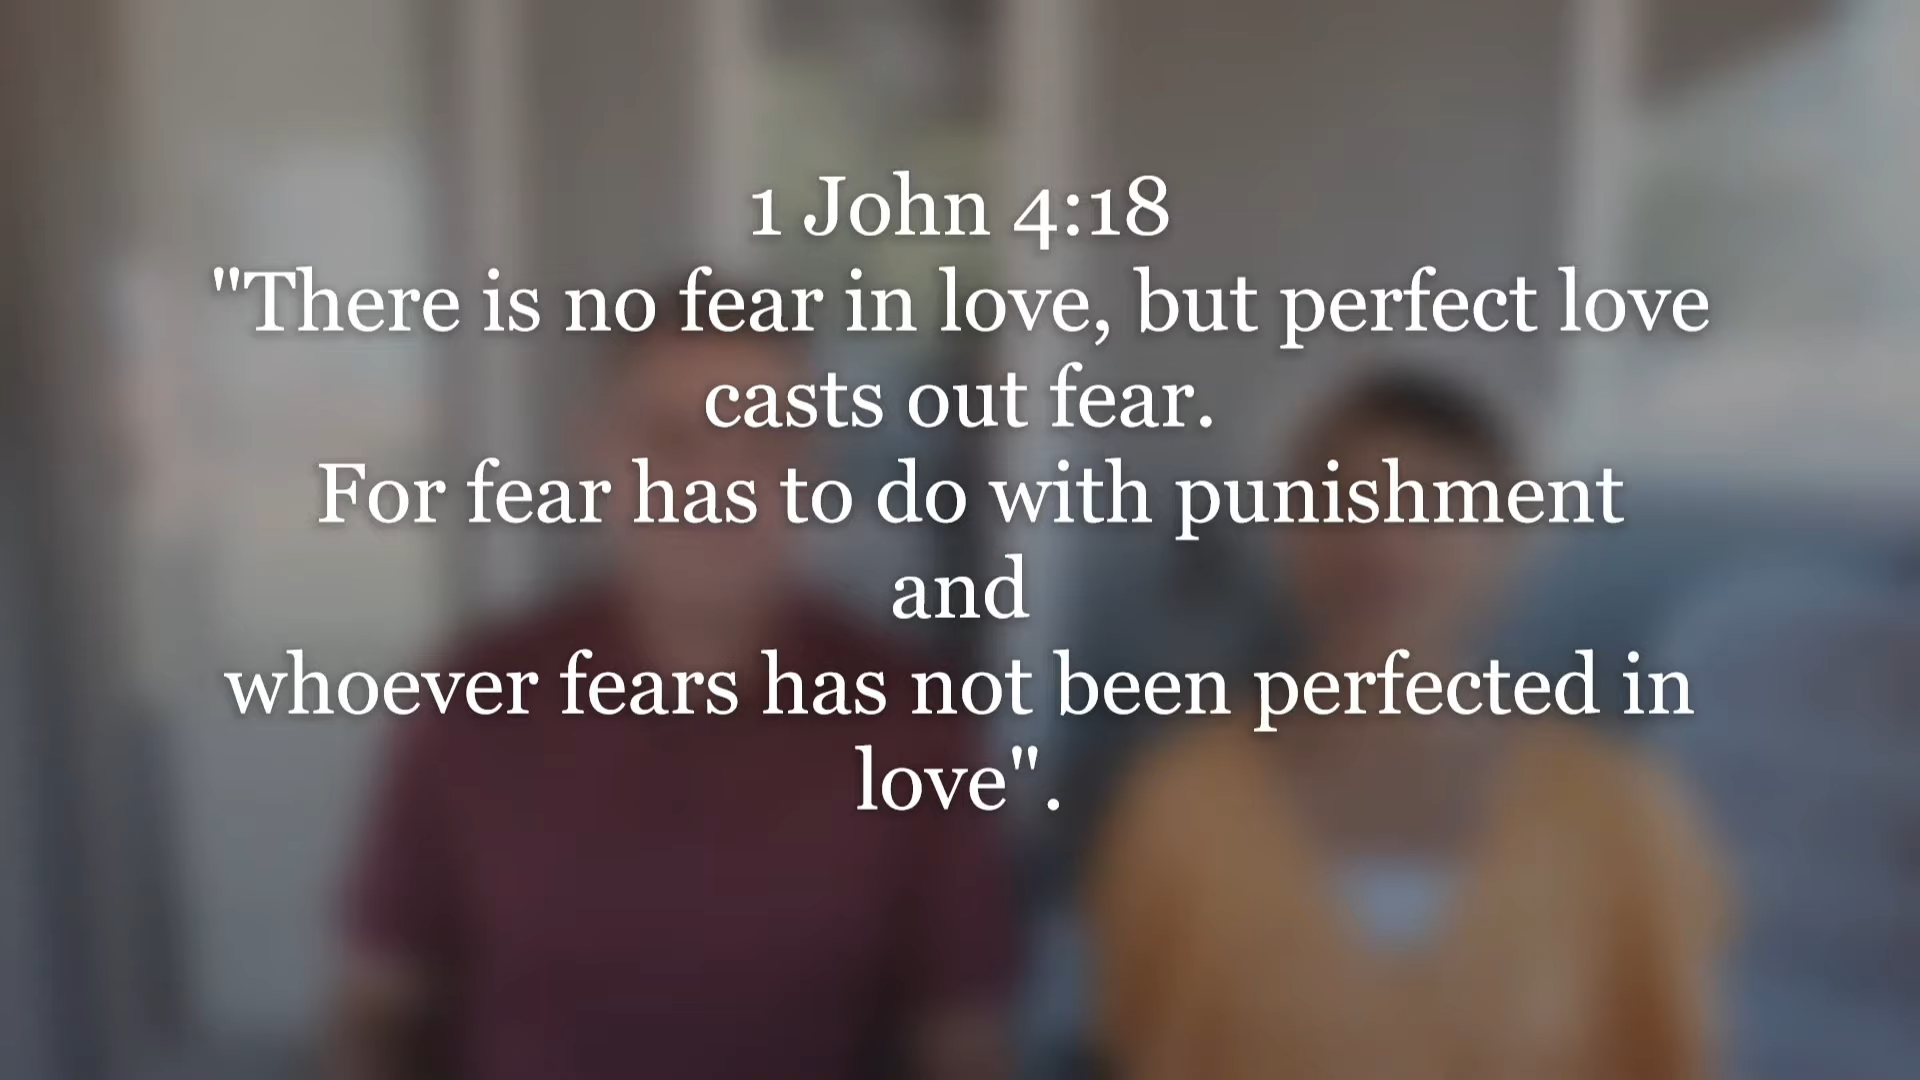 1 John 4:18
"There is no fear in love, but perfect love
casts out fear.
For fear has to do with punishment
and
whoever fears has not been perfected in
love".